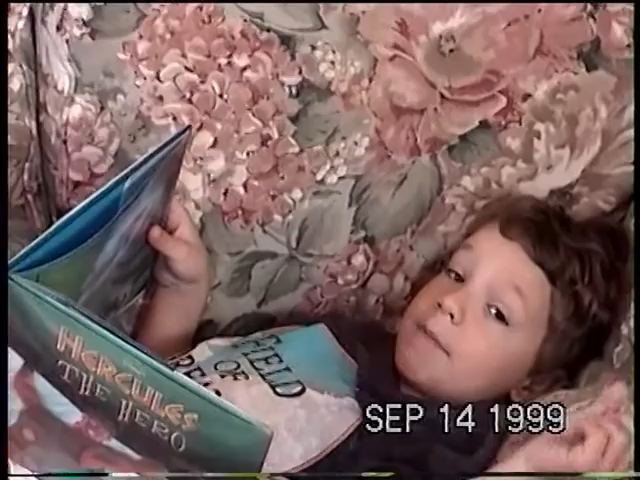 HERCULES
THE HERO
FIELD
OF
SEP 14 1999